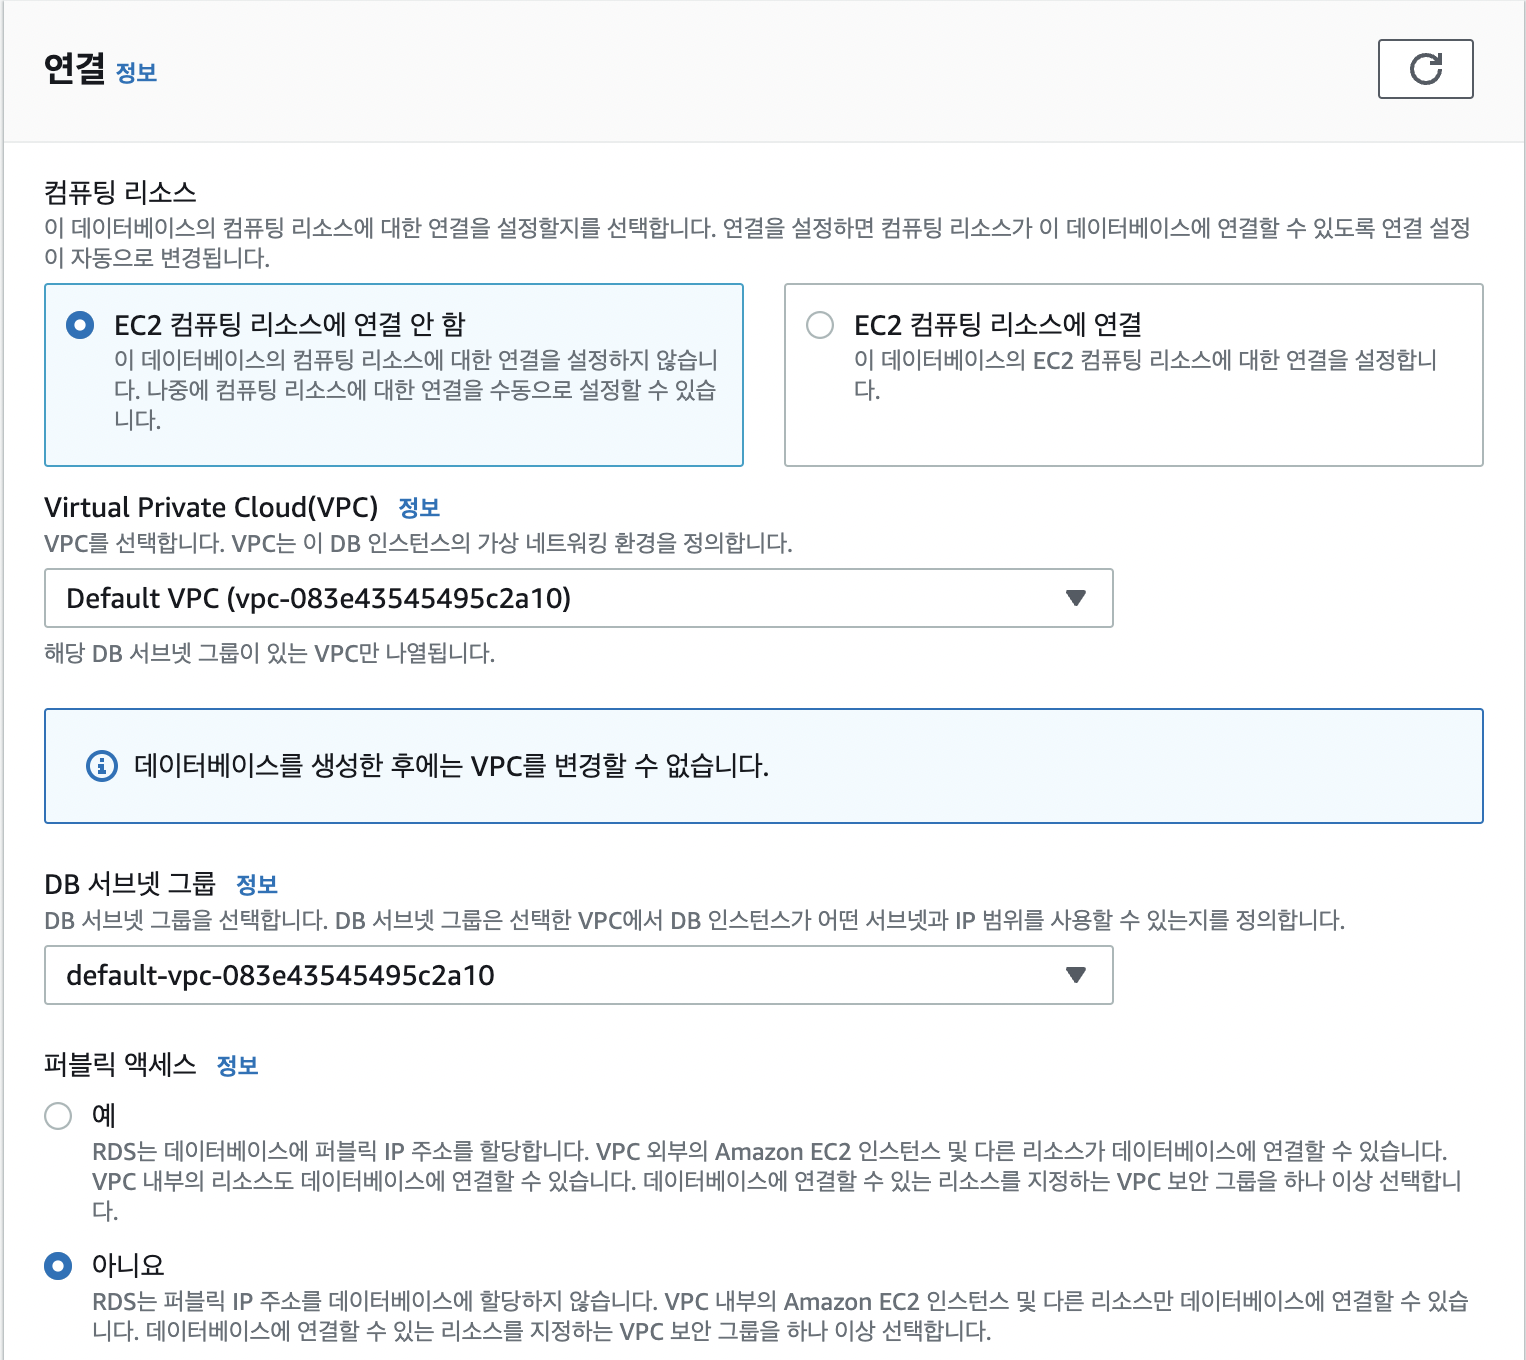 연결 정보
컴퓨팅 리소스
이 데이터베이스의 컴퓨팅 리소스에 대한 연결을 설정할지를 선택합니다. 연결을 설정하면 컴퓨팅 리소스가 이 데이터베이스에 연결할 수 있도록 연결 설정
이 자동으로 변경됩니다.
EC2 컴퓨팅 리소스에 연결 안 함
이 데이터베이스의 컴퓨팅 리소스에 대한 연결을 설정하지 않습니
다. 나중에 컴퓨팅 리소스에 대한 연결을 수동으로 설정할 수 있습
니다.
EC2 컴퓨팅 리소스에 연결
이 데이터베이스의 EC2 컴퓨팅 리소스에 대한 연결을 설정합니
다.
Virtual Private Cloud(VPC) 정보
VPC를 선택합니다. VPC는 이 DB 인스턴스의 가상 네트워킹 환경을 정의합니다.
Default VPC (vpc-083e43545495c2a10)
해당 DB 서브넷 그룹이 있는 VPC만 나열됩니다.
데이터베이스를 생성한 후에는 VPC를 변경할 수 없습니다.
DB 서브넷 그룹 정보
DB 서브넷 그룹을 선택합니다. DB 서브넷 그룹은 선택한 VPC에서 DB 인스턴스가 어떤 서브넷과 IP 범위를 사용할 수 있는지를 정의합니다.
default-vpc-083e43545495c2a10
퍼블릭 액세스 정보
예
RDS는 데이터베이스에 퍼블릭 IP 주소를 할당합니다. VPC 외부의 Amazon EC2 인스턴스 및 다른 리소스가 데이터베이스에 연결할 수 있습니다.
VPC 내부의 리소스도 데이터베이스에 연결할 수 있습니다. 데이터베이스에 연결할 수 있는 리소스를 지정하는 VPC 보안 그룹을 하나 이상 선택합니
다.
아니요
RDS는 퍼블릭 IP 주소를 데이터베이스에 할당하지 않습니다. VPC 내부의 Amazon EC2 인스턴스 및 다른 리소스만 데이터베이스에 연결할 수 있습
니다. 데이터베이스에 연결할 수 있는 리소스를 지정하는 VPC 보안 그룹을 하나 이상 선택합니다.